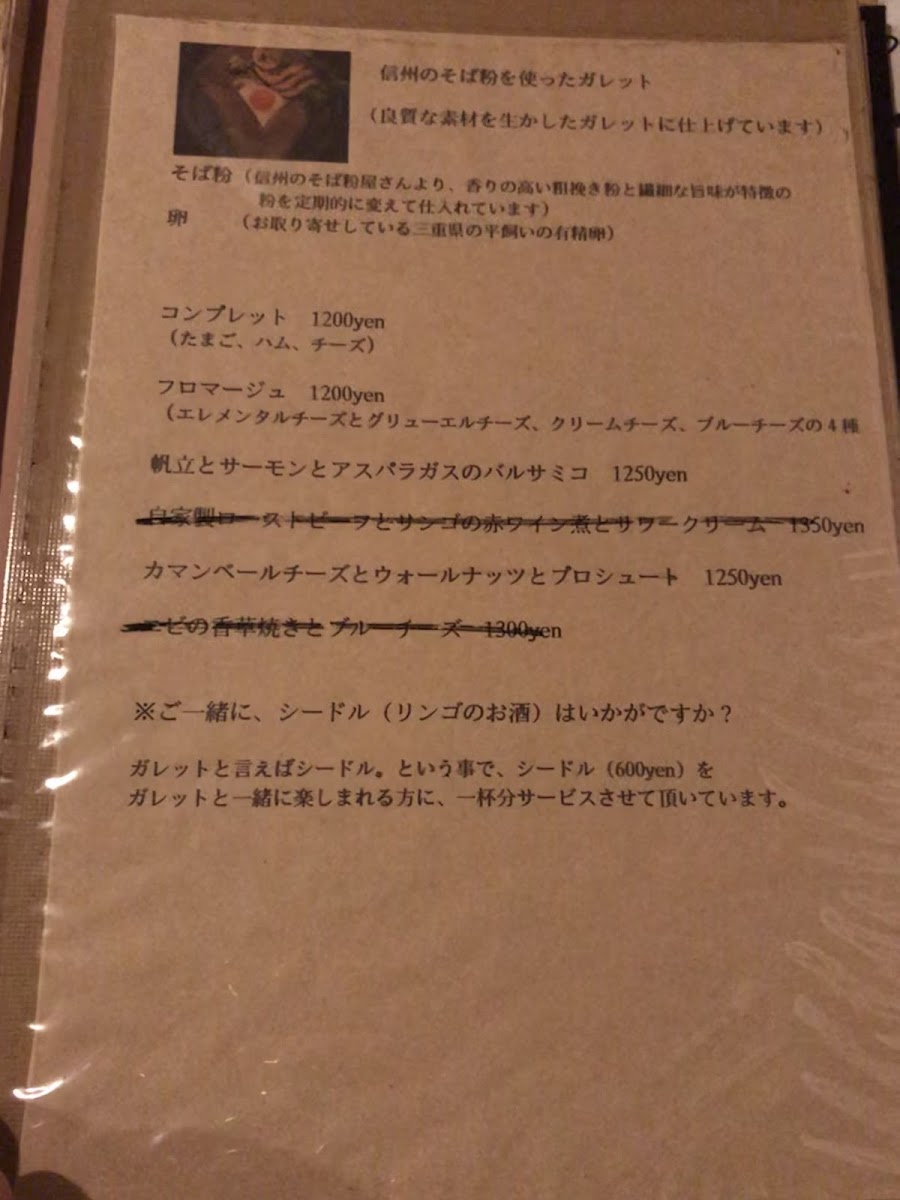 信州のそば粉を使ったガレット
(良質な素材を生かしたガレットに仕上げています)
そば粉(信州のそば粉屋さんより、香りの高い粗挽き粉と繊細な旨味が特徴の
粉を定期的に変えて仕入れています)
卵 (お取り寄せしている三重県の平飼いの有精卵)
コンプレット 1200yen
(たまご、ハム、チーズ)
フロマージュ 1200yen
(エレメンタルチーズとグリューエルチーズ、クリームチーズ、ブルーチーズの4種
帆立とサーモンとアスパラガスのバルサミコ 1250yen
自家製ローストビーフとサンゴの赤ワイン煮とサワークリーム 1350yen
カマンベールチーズとウォールナッツとプロシュート 1250yen
エビの香草焼きとブルーチーズ 1300yen
※ご一緒に、シードル(リンゴのお酒)はいかがですか?
ガレットと言えばシードル。という事で、シードル(600yen)を
ガレットと一緒に楽しまれる方に、一杯分サービスさせて頂いています。